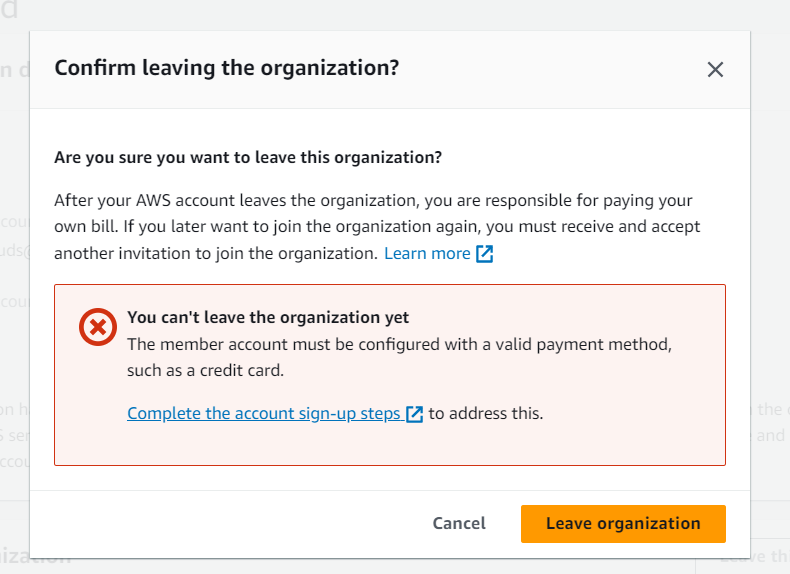 Confirm leaving the organization?
Are you sure you want to leave this organization?
After your AWS account leaves the organization, you are responsible for paying your
own bill. If you later want to join the organization again, you must receive and accept
another invitation to join the organization. Learn more
You can't leave the organization yet
The member account must be configured with a valid payment method,
such as a credit card.
Complete the account sign-up steps to address this.
Cancel
Leave organization